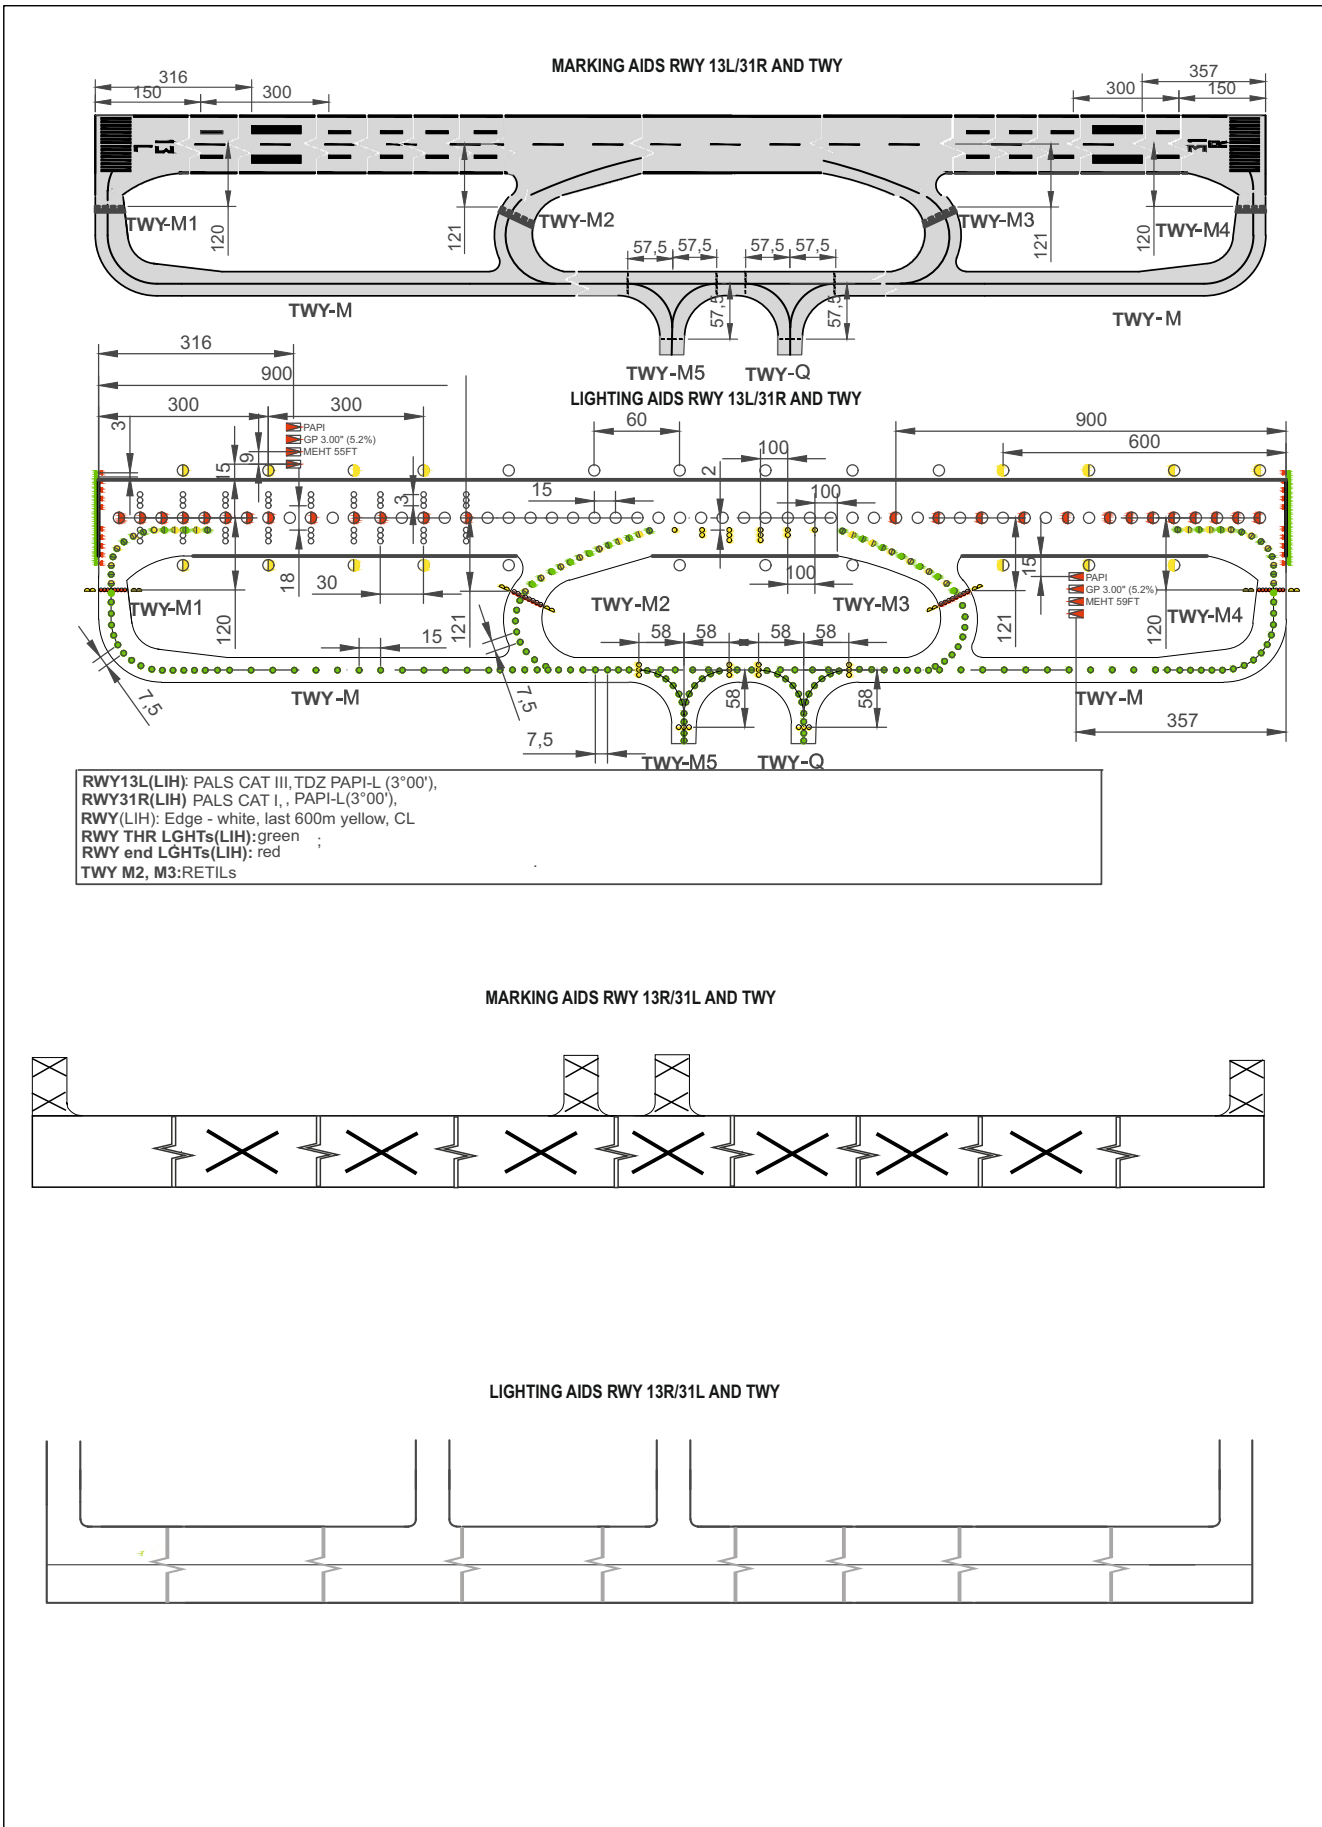 MARKING AIDS RWY 13L/31R AND TWY
316
357
150
300
300
150
TWY-M1
120
121
TWY-M2
TWY-M3
121
120
TWY-M4
57,5
57,5
57,5
57,5
57,5
57,5
TWY-M
TWY-M
TWY-M5
TWY-Q
316
900
LIGHTING AIDS RWY 13L/31R AND TWY
300
300
60
900
600
3
15
9
PAPI
GP 3.00" (5.2%)
MEHT 55FT
100
2
3
15
100
18
30
100
15
PAPI
GP 3.00" (5.2%)
MEHT 59FT
TWY-M1
120
121
TWY-M2
TWY-M3
121
120
TWY-M4
15
58
58
58
58
7,5
TWY-M
7,5
58
58
TWY-M
7,5
357
TWY-M5
TWY-Q
RWY13L(LIH): PALS CAT III,TDZ PAPI-L (3°00'),
RWY31R(LIH) PALS CAT I, , PAPI-L(3°00'),
RWY(LIH): Edge - white, last 600m yellow, CL
RWY THR LGHTs(LIH):green ;
RWY end LGHTs(LIH): red
TWY M2, M3:RETILs
MARKING AIDS RWY 13R/31L AND TWY
LIGHTING AIDS RWY 13R/31L AND TWY